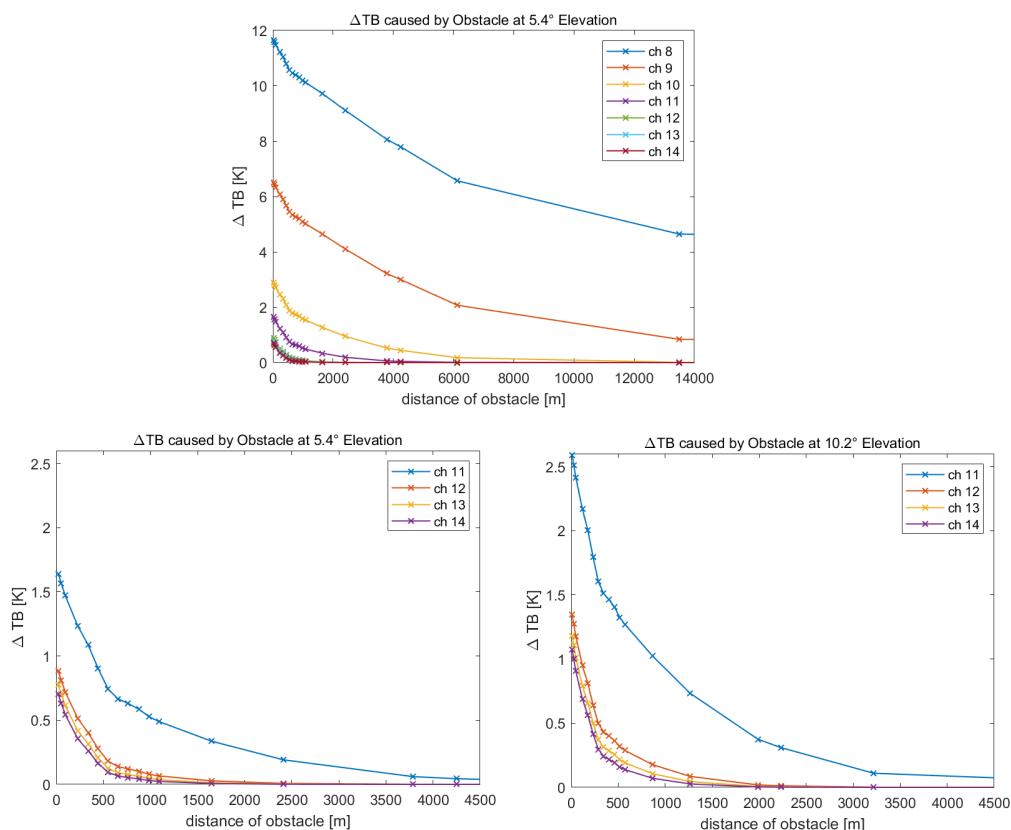 ΔTB caused by Obstacle at 5.4° Elevation
12
10
8
6
4
2
0
Δ TB [K]
ch 8
ch 9
ch 10
ch 11
ch 12
ch 13
ch 14
0 2000 4000 6000 8000 10000 12000 14000
distance of obstacle [m]
ΔTB caused by Obstacle at 5.4° Elevation
2.5
2
1.5
1
0.5
0
Δ TB [K]
ch 11
ch 12
ch 13
ch 14
0 500 1000 1500 2000 2500 3000 3500 4000 4500
distance of obstacle [m]
ΔTB caused by Obstacle at 10.2° Elevation
2.5
2
1.5
1
0.5
0
Δ TB [K]
ch 11
ch 12
ch 13
ch 14
0 500 1000 1500 2000 2500 3000 3500 4000 4500
distance of obstacle [m]